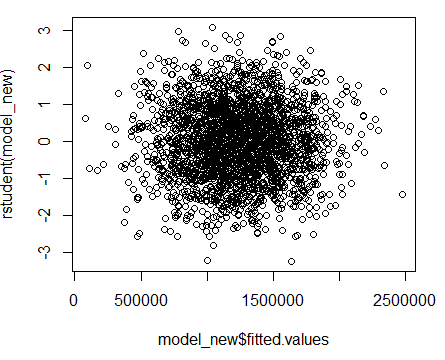 rstudent(model_new)
3
2
1
0
-1
-2
-3
0 500000 1500000 2500000
model_new$fitted.values